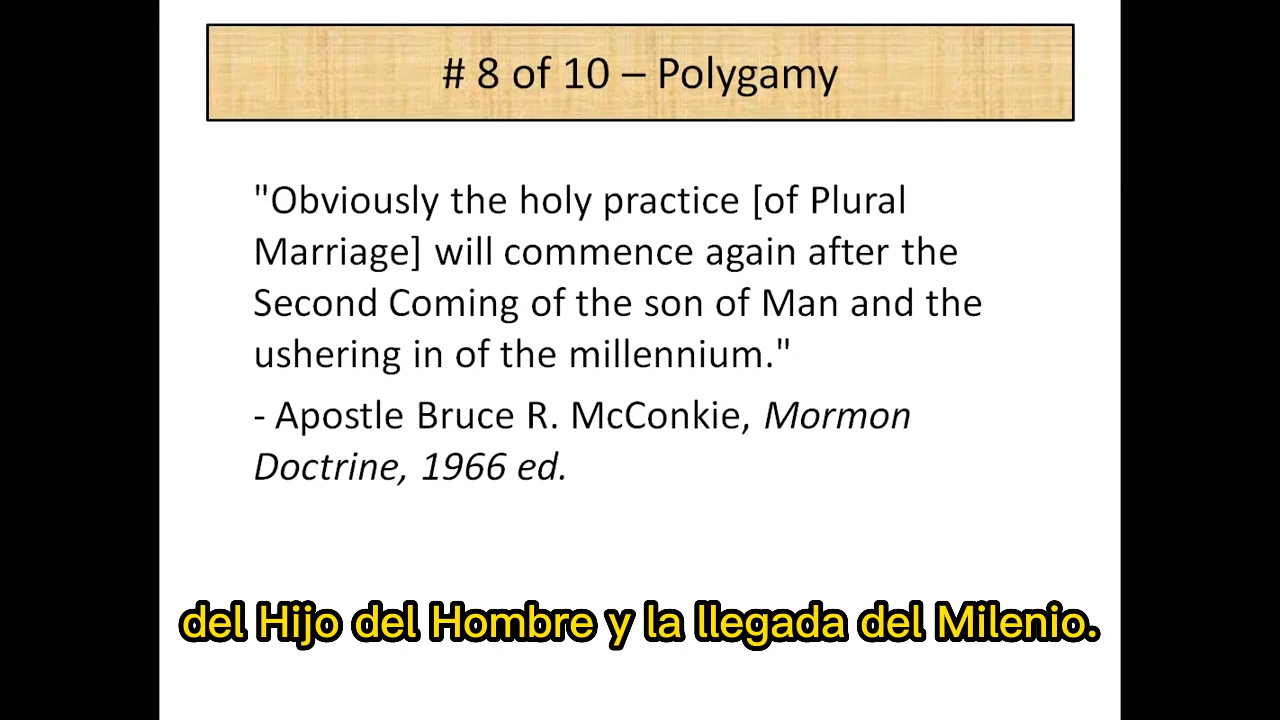 # 8 of 10 – Polygamy
"Obviously the holy practice [of Plural
Marriage] will commence again after the
Second Coming of the son of Man and the
ushering in of the millennium."
- Apostle Bruce R. McConkie, Mormon
Doctrine, 1966 ed.
del Hijo del Hombre y la llegada del Milenio.